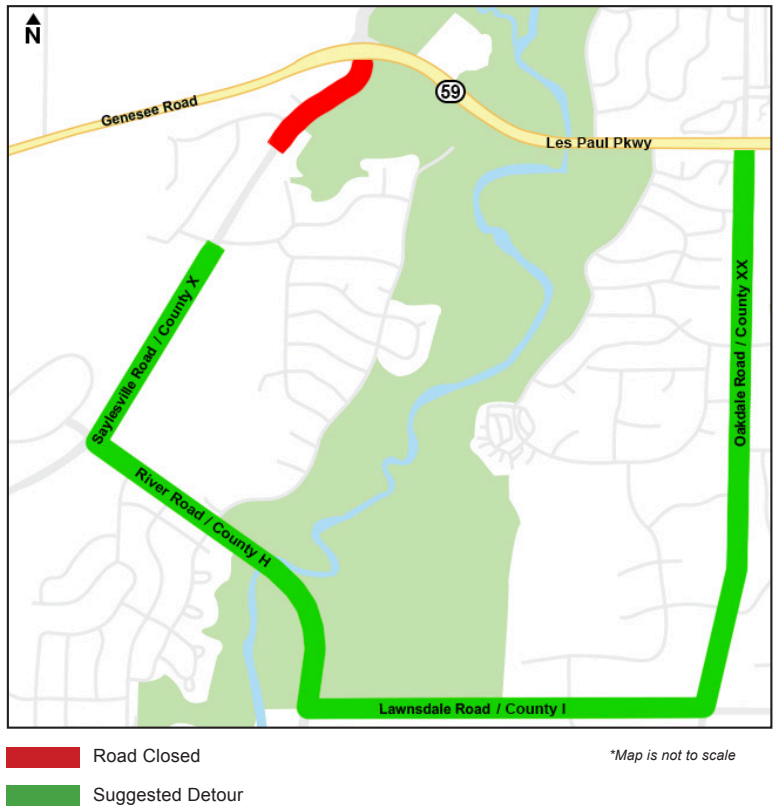 N
Genesee Road
59
Les Paul Pkwy
Saylesville Road / County X
Oakdale Road / County XX
River Road / County H
Lawnsdale Road / County I
Road Closed
*Map is not to scale
Suggested Detour